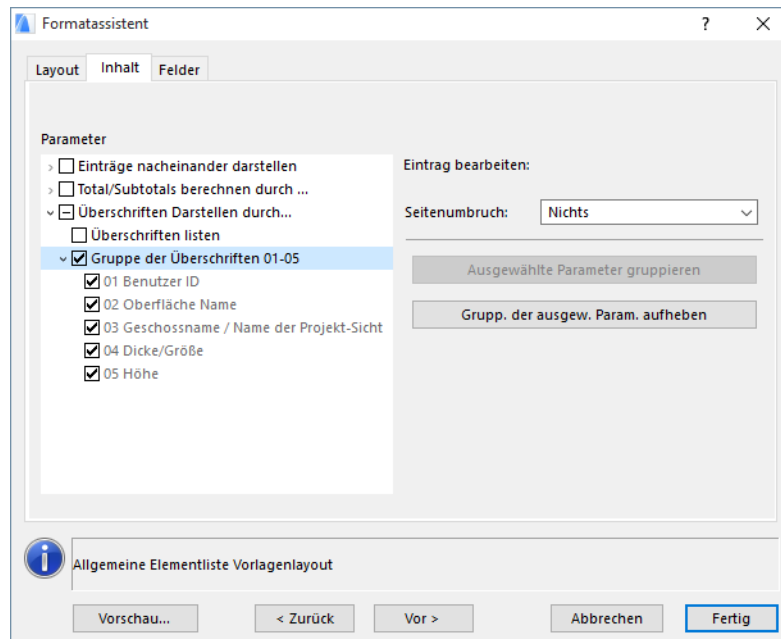 Formatassistent
?
Layout Inhalt Felder
Parameter
Einträge nacheinander darstellen
Total/Subtotals berechnen durch ...
Überschriften Darstellen durch...
Überschriften listen
Gruppe der Überschriften 01-05
01 Benutzer ID
02 Oberfläche Name
03 Geschossname / Name der Projekt-Sicht
04 Dicke/Größe
05 Höhe
Eintrag bearbeiten:
Seitenumbruch: Nichts
Ausgewählte Parameter gruppieren
Grupp. der ausgew. Param. aufheben
Allgemeine Elementliste Vorlagenlayout
Vorschau... < Zurück Vor > Abbrechen Fertig